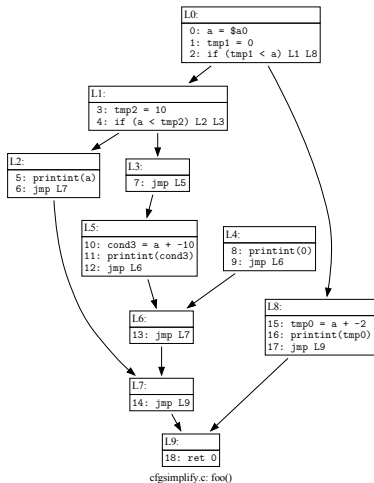 L0:
0: a = $a0
1: tmp1 = 0
2: if (tmp1 < a) L1 L8
L1:
3: tmp2 = 10
4: if (a < tmp2) L2 L3
L2:
5: printint(a)
6: jmp L7
L3:
7: jmp L5
L5:
10: cond3 = a + -10
11: printint(cond3)
12: jmp L6
L4:
8: printint(0)
9: jmp L6
L6:
13: jmp L7
L8:
15: tmp0 = a + -2
16: printint(tmp0)
17: jmp L9
L7:
14: jmp L9
L9:
18: ret 0
cfgsimplify.c: foo()